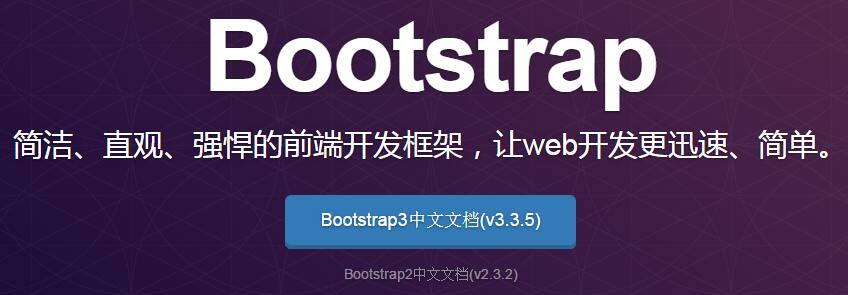 Bootstrap
简洁、直观、强悍的前端开发框架，让web开发更迅速、简单。
Bootstrap3中文文档(v3.3.5)
Bootstrap2中文文档(v2.3.2)